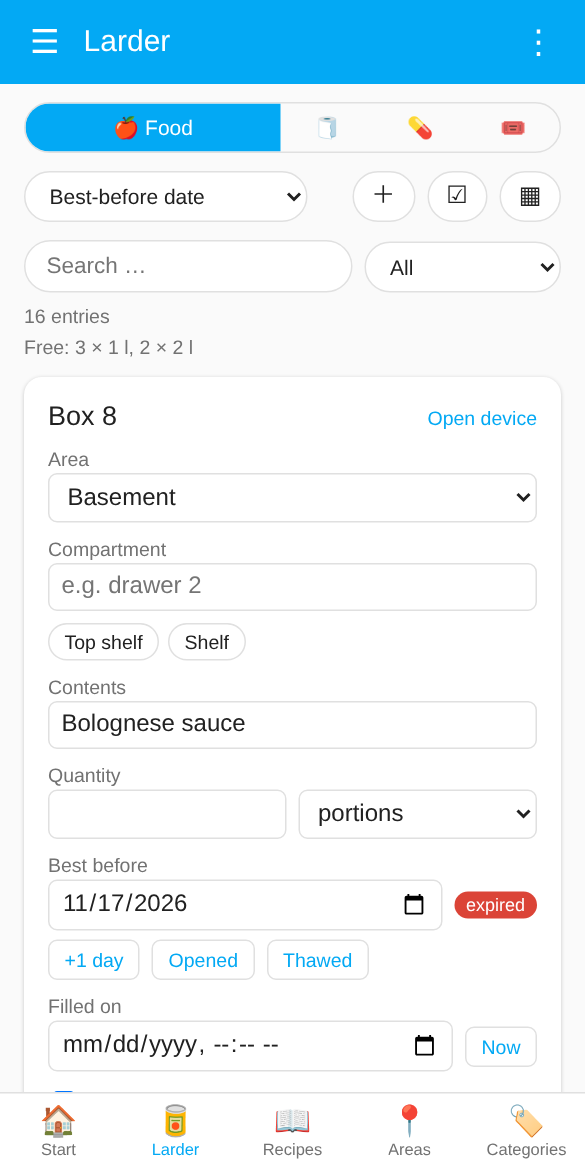 ☰ Larder ⋮
🍎 Food
Best-before date
Search …
All
16 entries
Free: 3 × 1 l, 2 × 2 l
Box 8
Open device
Area
Basement
Compartment
e.g. drawer 2
Top shelf
Shelf
Contents
Bolognese sauce
Quantity
portions
Best before
11/17/2026
expired
+1 day
Opened
Thawed
Filled on
mm/dd/yyyy, --:-- --
Now
Start
Larder
Recipes
Areas
Categories